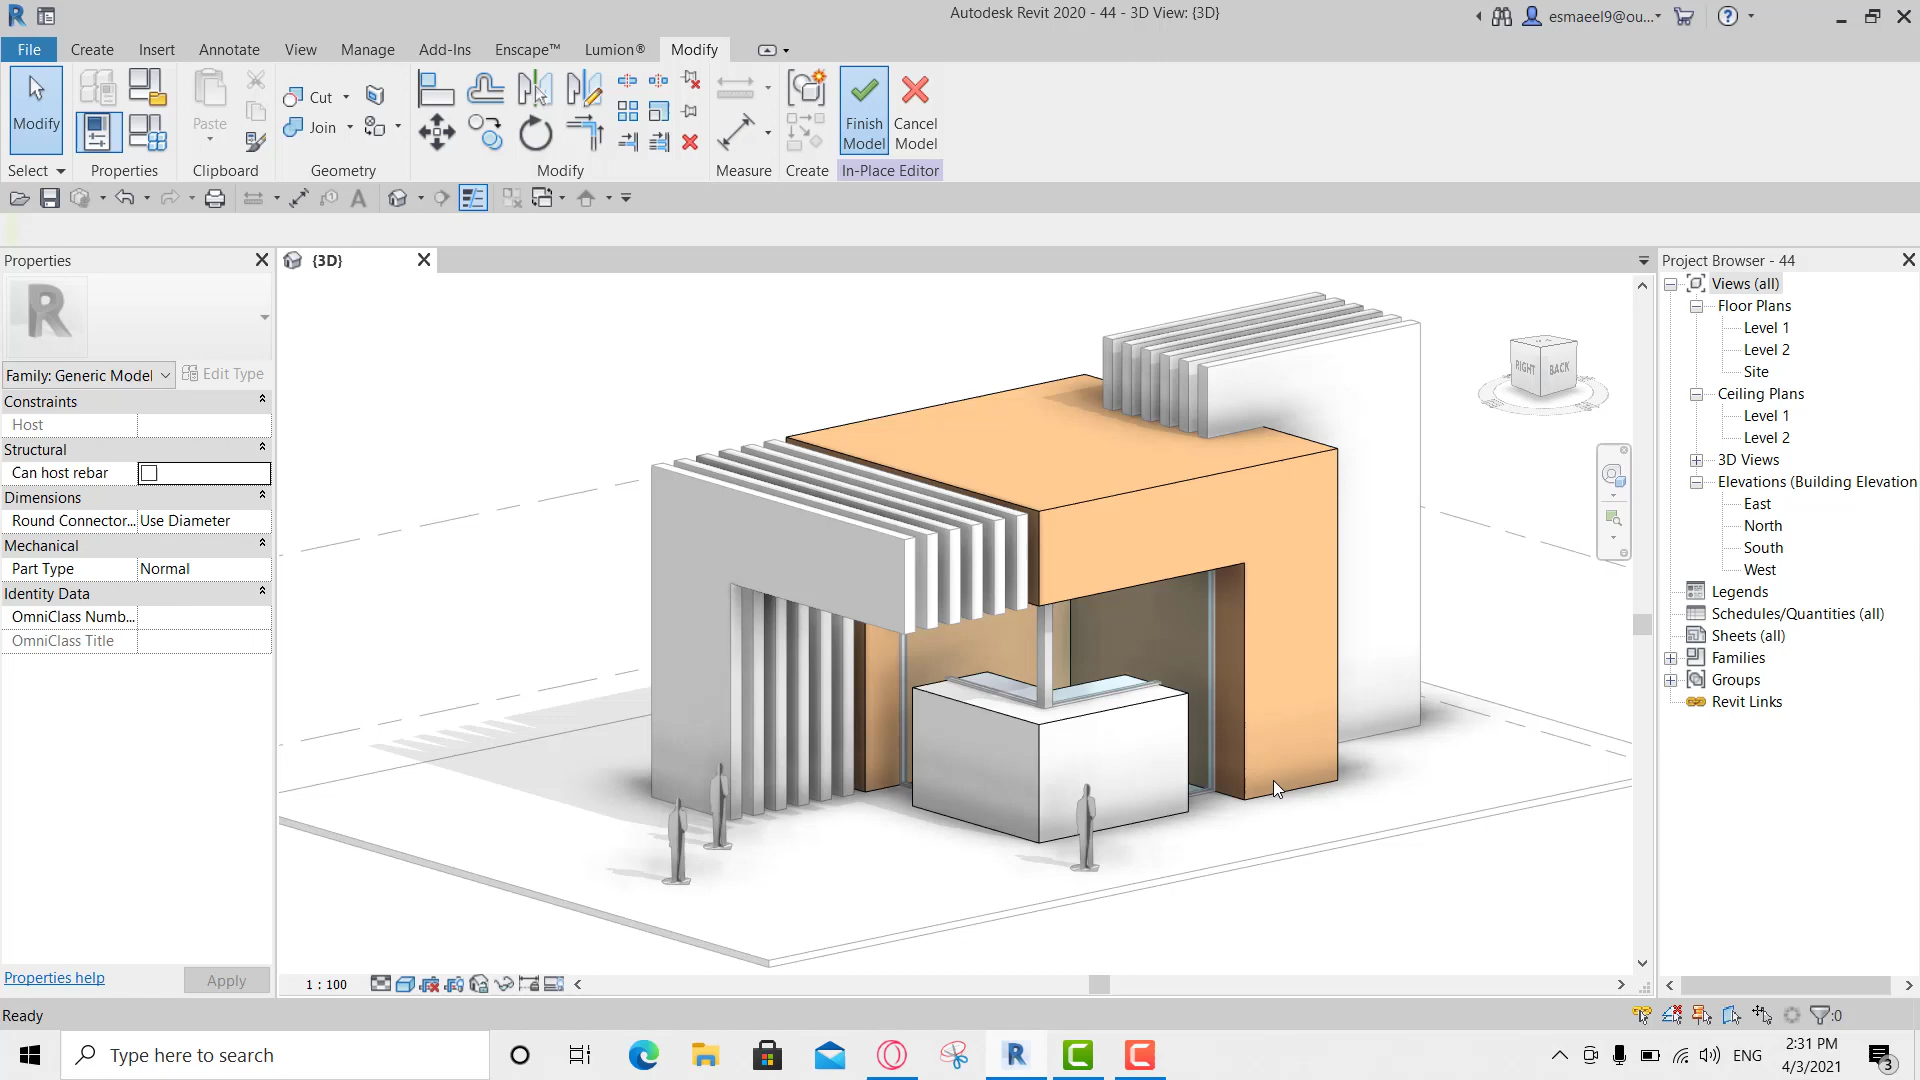 Autodesk Revit 2020 - 44 - 3D View: {3D}
esmaeel9@ou...
File Create Insert Annotate View Manage Add-Ins Enscape™ Lumion® Modify
Modify
Paste
Cut
Join
Finish Model
Cancel Model
Select Properties Clipboard Geometry Modify Measure Create In-Place Editor
Properties
{3D}
Project Browser - 44
Family: Generic Model
Edit Type
Constraints
Host
Structural
Can host rebar
Dimensions
Round Connector... Use Diameter
Mechanical
Part Type Normal
Identity Data
OmniClass Numb...
OmniClass Title
Properties help
Apply
RIGHT BACK
Views (all)
Floor Plans
Level 1
Level 2
Site
Ceiling Plans
Level 1
Level 2
3D Views
Elevations (Building Elevation
East
North
South
West
Legends
Schedules/Quantities (all)
Sheets (all)
Families
Groups
Revit Links
1 : 100
Ready
:0
Type here to search
ENG
2:31 PM
4/3/2021
3